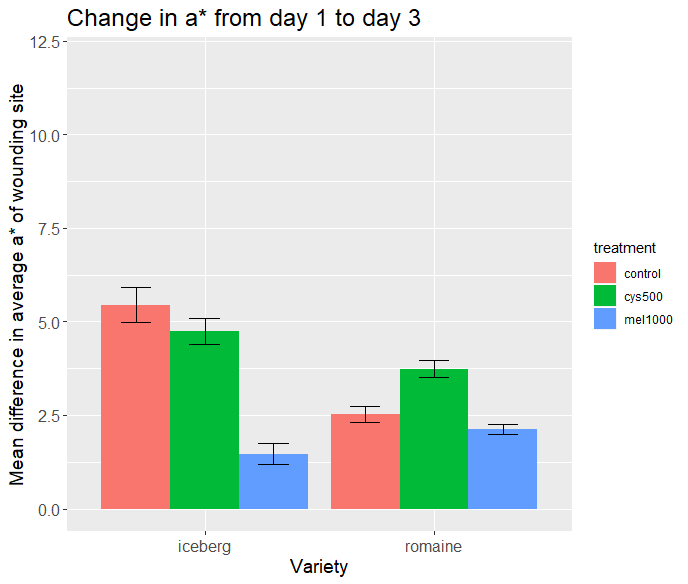 Change in a* from day 1 to day 3
Mean difference in average a* of wounding site
12.5
10.0
7.5
5.0
2.5
0.0
iceberg
romaine
Variety
treatment
control
cys500
mel1000